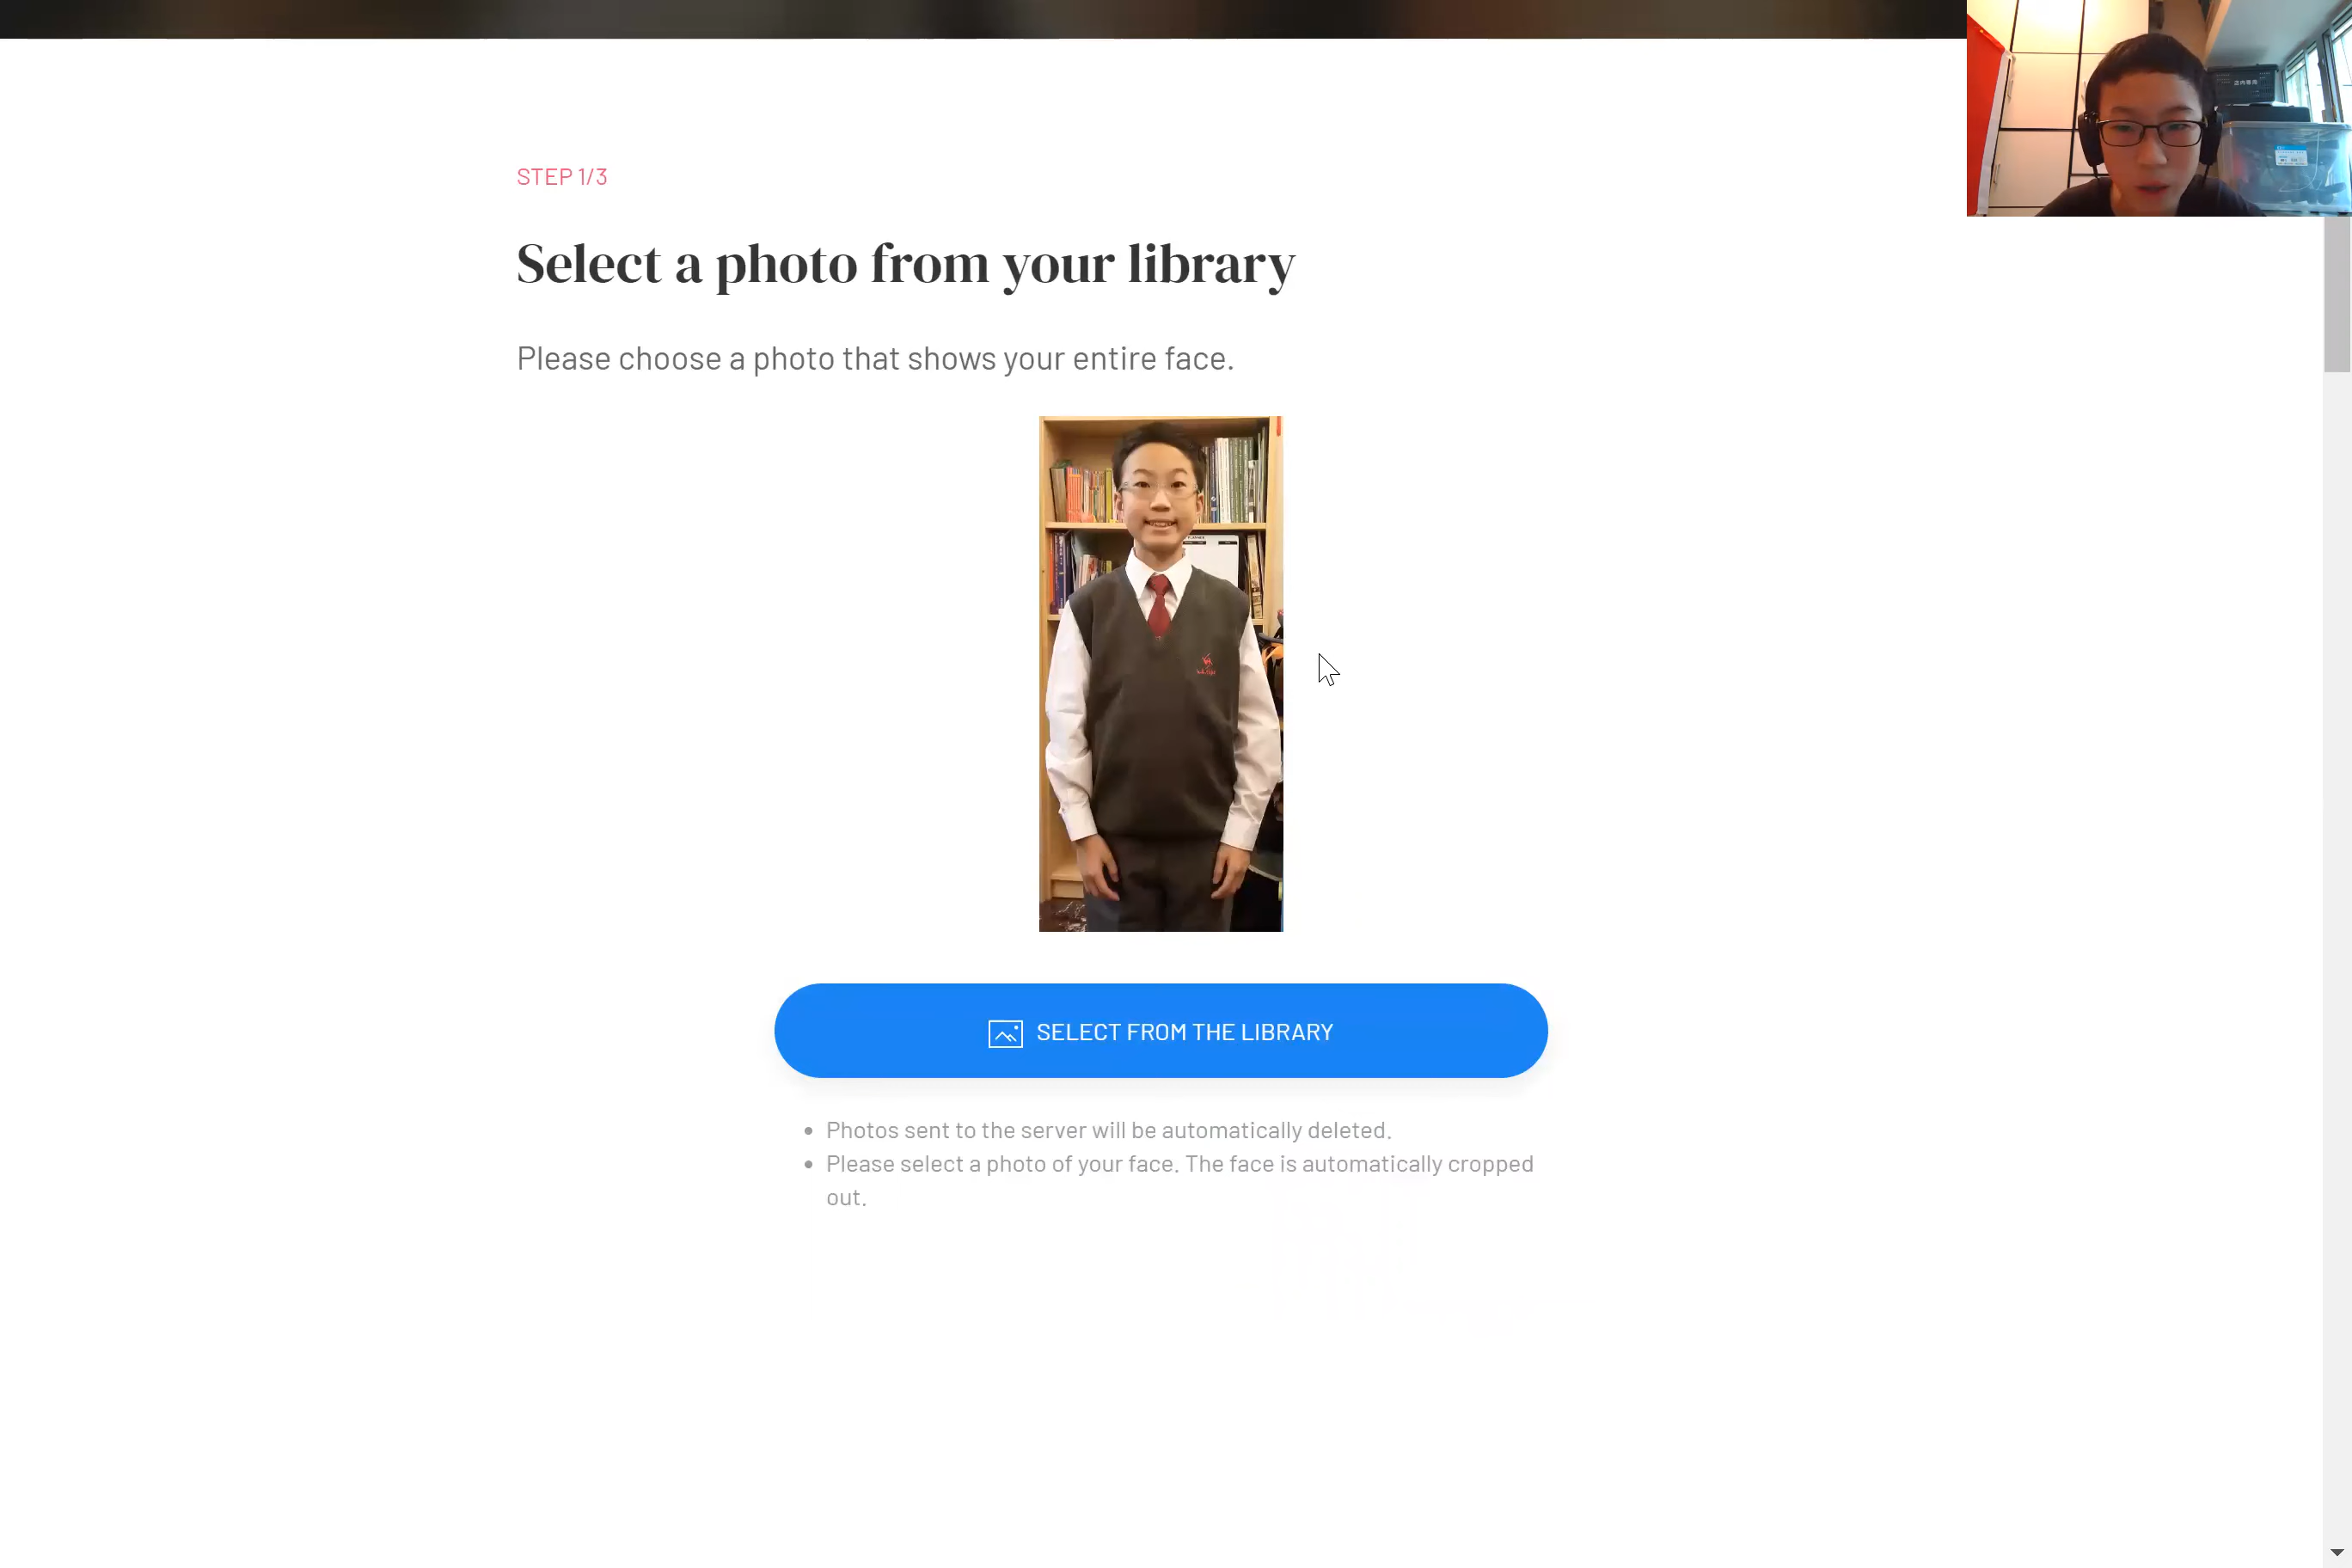 STEP 1/3
Select a photo from your library
Please choose a photo that shows your entire face.
SELECT FROM THE LIBRARY
Photos sent to the server will be automatically deleted.
Please select a photo of your face. The face is automatically cropped
out.